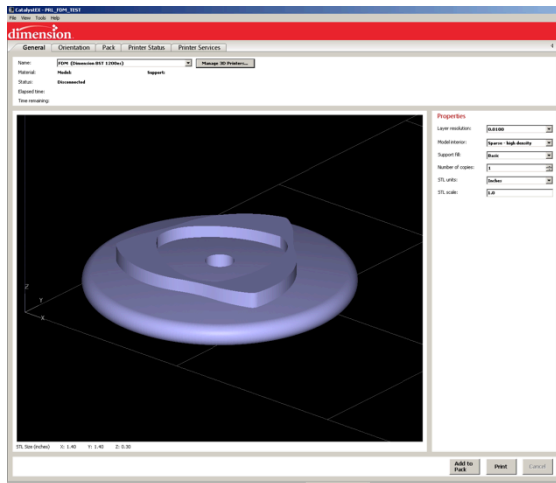 CatalystEX - PRL_FDM_TEST
File View Tools Help
dimension
General Orientation Pack Printer Status Printer Services
Name: FDM (Dimension BST 1200es) Manage 3D Printers...
Material: Model: Support:
Status: Disconnected
Elapsed time:
Time remaining:
Properties
Layer resolution: 0.0100
Model interior: Sparse - high density
Support fill: Basic
Number of copies: 1
STL units: Inches
STL scale: 1.0
Z
Y
X
STL Size (inches) X: 1.40 Y: 1.40 Z: 0.30
Add to Pack Print Cancel